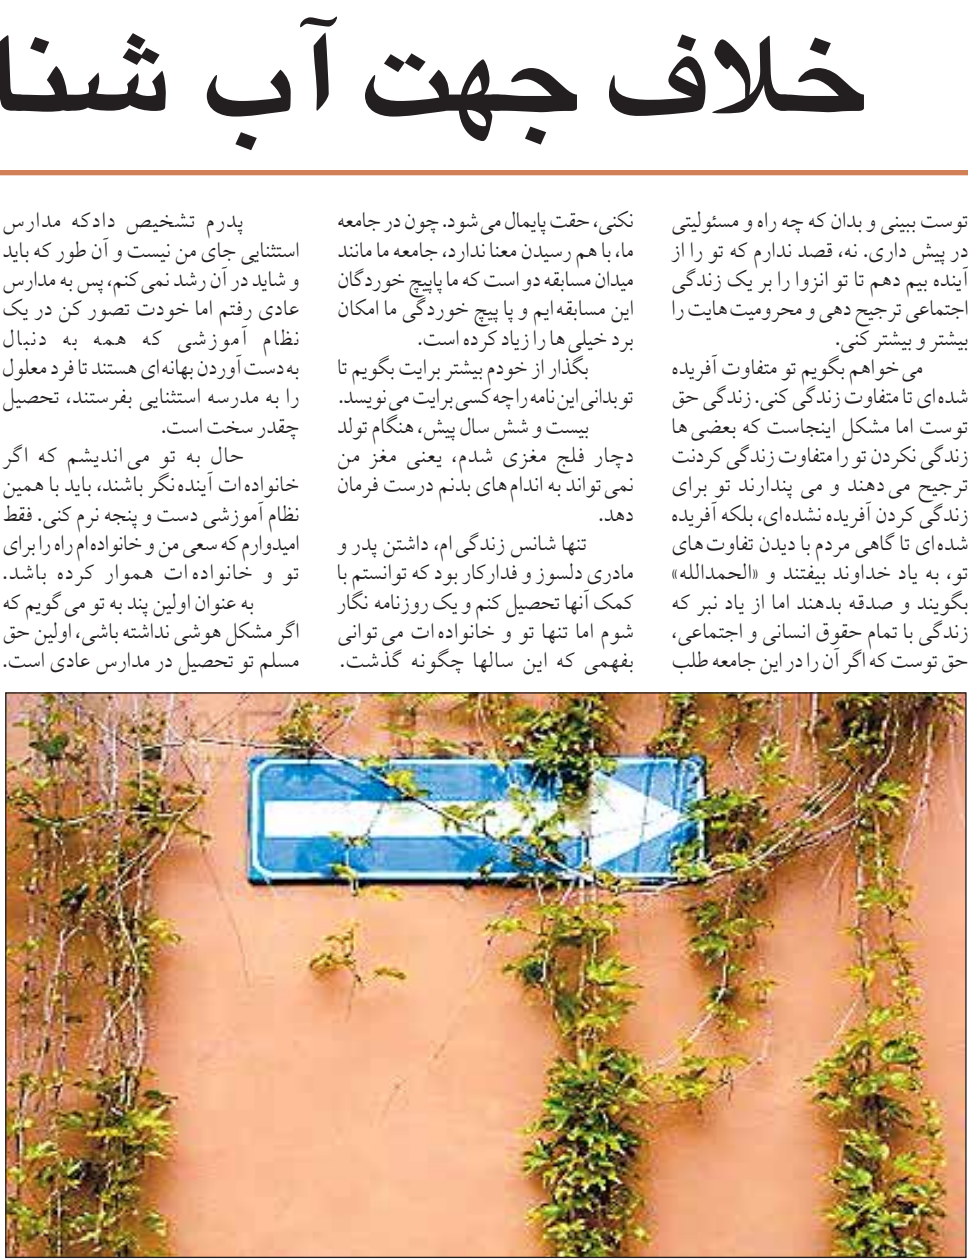 خلاف جهت آب شنا
توست ببینی و بدان که چه راه و مسئولیتی
در پیش داری. نه، قصد ندارم که تو را از
آینده بیم دهم تا تو انزوا را بر یک زندگی
اجتماعی ترجیح دهی و محرومیت‌هایت را
بیشتر و بیشتر کنی.
می‌خواهم بگویم تو متفاوت آفریده
شده‌ای تا متفاوت زندگی کنی. زندگی حق
توست اما مشکل اینجاست که بعضی‌ها
زندگی نکردن تو را متفاوت زندگی کردنت
ترجیح می‌دهند و می پندارند تو برای
زندگی کردن آفریده نشده‌ای، بلکه آفریده
شده‌ای تا گاهی مردم با دیدن تفاوت‌های
تو، به یاد خداوند بیفتند و «الحمدالله»
بگویند و صدقه بدهند اما از یاد نبر که
زندگی با تمام حقوق انسانی و اجتماعی،
حق توست که اگر آن را در این جامعه طلب
نکنی، حقت پایمال می‌شود. چون در جامعه
ما، با هم رسیدن معنا ندارد، جامعه ما مانند
میدان مسابقه دو است که ما پاپیچ خوردگان
این مسابقه‌ایم و پا پیچ خوردگی ما امکان
برد خیلی‌ها را زیاد کرده است.
بگذار از خودم بیشتر برایت بگویم تا
تو بدانی این نامه را چه کسی برایت می‌نویسد.
بیست و شش سال پیش، هنگام تولد
دچار فلج مغزی شدم، یعنی مغز من
نمی‌تواند به اندام‌های بدنم درست فرمان
دهد.
تنها شانس زندگی‌ام، داشتن پدر و
مادری دلسوز و فدارکار بود که توانستم با
کمک آنها تحصیل کنم و یک روزنامه نگار
شوم اما تنها تو و خانواده‌ات می‌توانی
بفهمی که این سالها چگونه گذشت.
پدرم تشخیص دادکه مدارس
استثنایی جای من نیست و آن طور که باید
و شاید در آن رشد نمی‌کنم، پس به مدارس
عادی رفتم اما خودت تصور کن در یک
نظام آموزشی که همه به دنبال
به‌دست‌آوردن بهانه‌ای هستند تا فرد معلول
را به مدرسه استثنایی بفرستند، تحصیل
چقدر سخت است.
حال به تو می‌اندیشم که اگر
خانواده‌ات آینده‌نگر باشند، باید با همین
نظام آموزشی دست و پنجه نرم کنی. فقط
امیدوارم که سعی من و خانواده‌ام راه را برای
تو و خانواده‌ات هموار کرده باشد.
به عنوان اولین پند به تو می‌گویم که
اگر مشکل هوشی نداشته باشی، اولین حق
مسلم تو تحصیل در مدارس عادی است.